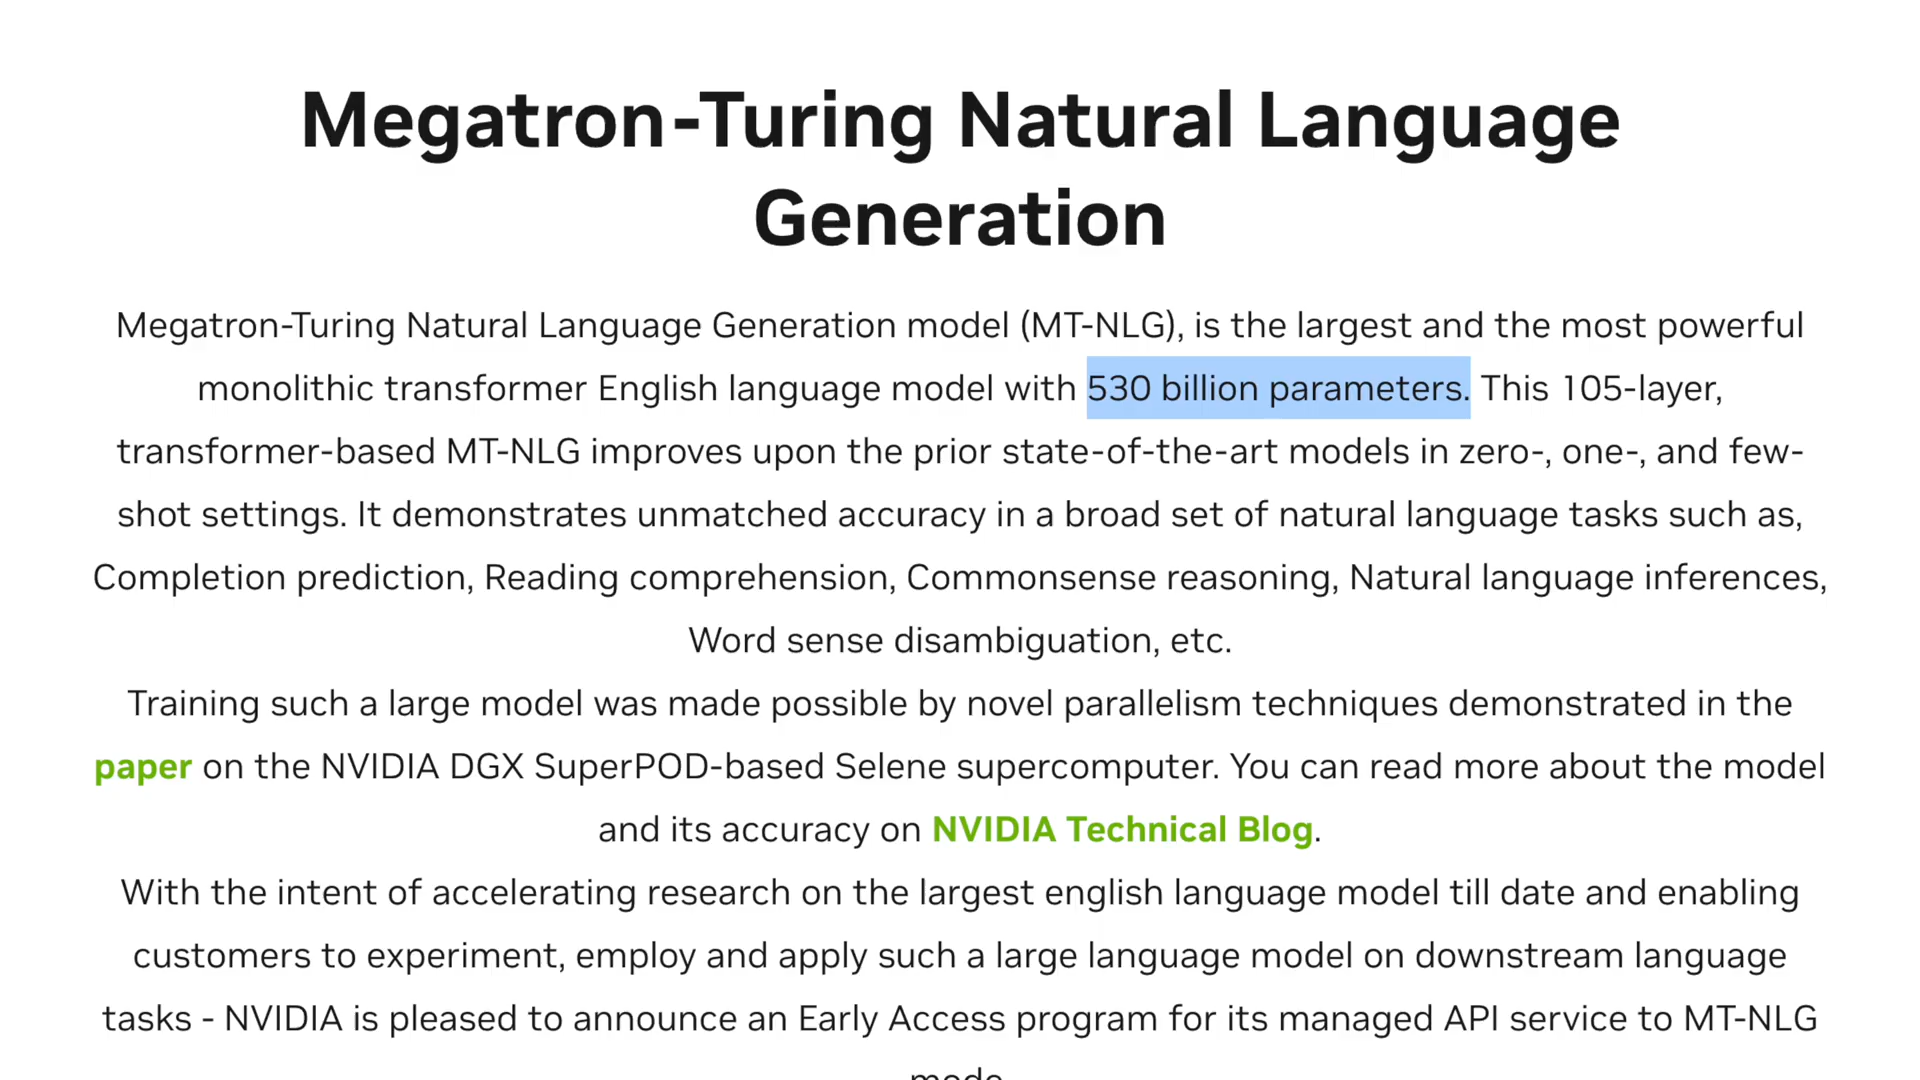 Megatron-Turing Natural Language
Generation
Megatron-Turing Natural Language Generation model (MT-NLG), is the largest and the most powerful
monolithic transformer English language model with 530 billion parameters. This 105-layer,
transformer-based MT-NLG improves upon the prior state-of-the-art models in zero-, one-, and few-
shot settings. It demonstrates unmatched accuracy in a broad set of natural language tasks such as,
Completion prediction, Reading comprehension, Commonsense reasoning, Natural language inferences,
Word sense disambiguation, etc.
Training such a large model was made possible by novel parallelism techniques demonstrated in the
paper on the NVIDIA DGX SuperPOD-based Selene supercomputer. You can read more about the model
and its accuracy on NVIDIA Technical Blog.
With the intent of accelerating research on the largest english language model till date and enabling
customers to experiment, employ and apply such a large language model on downstream language
tasks - NVIDIA is pleased to announce an Early Access program for its managed API service to MT-NLG